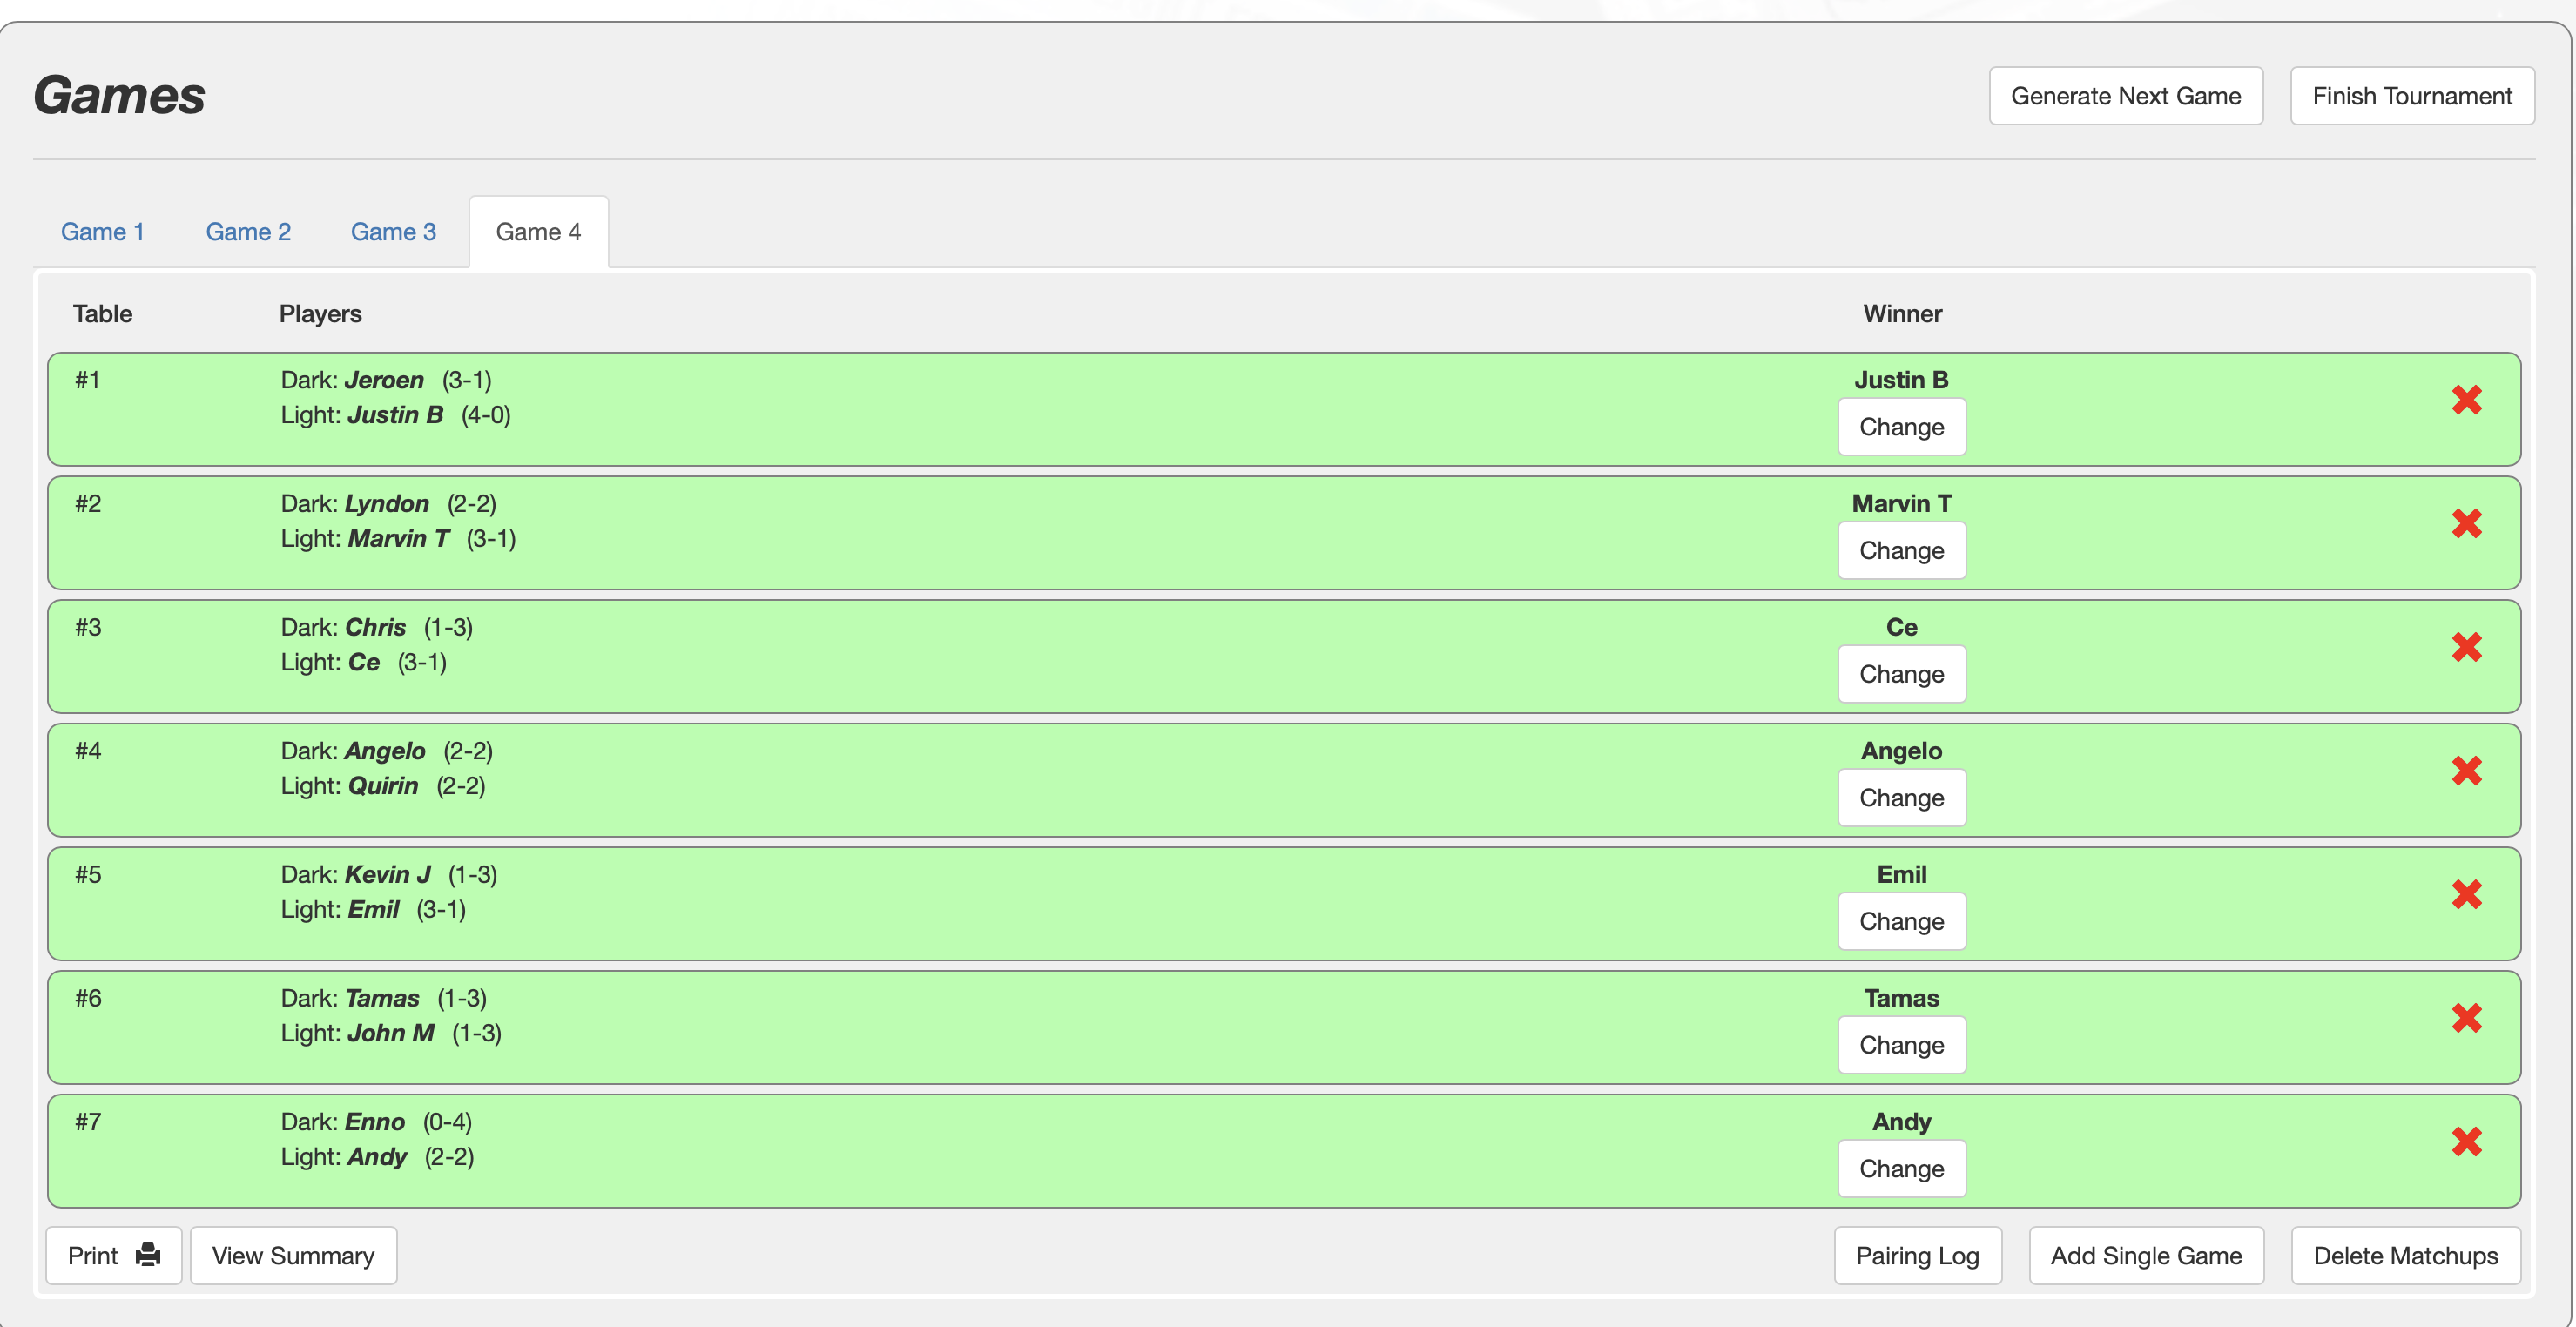 Games
Generate Next Game
Finish Tournament
Game 1
Game 2
Game 3
Game 4
Table
Players
Winner
#1
Dark: Jeroen (3-1)
Light: Justin B (4-0)
Justin B
Change
#2
Dark: Lyndon (2-2)
Light: Marvin T (3-1)
Marvin T
Change
#3
Dark: Chris (1-3)
Light: Ce (3-1)
Ce
Change
#4
Dark: Angelo (2-2)
Light: Quirin (2-2)
Angelo
Change
#5
Dark: Kevin J (1-3)
Light: Emil (3-1)
Emil
Change
#6
Dark: Tamas (1-3)
Light: John M (1-3)
Tamas
Change
#7
Dark: Enno (0-4)
Light: Andy (2-2)
Andy
Change
Print
View Summary
Pairing Log
Add Single Game
Delete Matchups